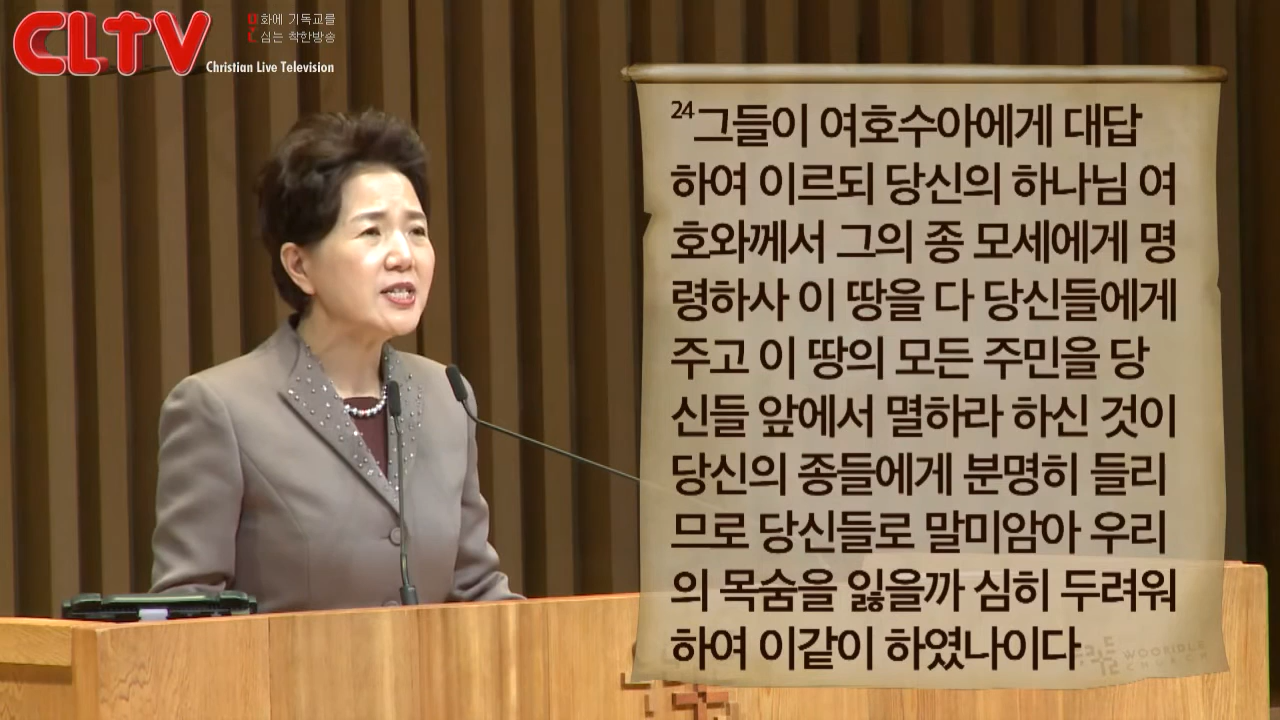 CLTV
문화에 기독교를
심는 착한방송
Christian Live Television
24그들이 여호수아에게 대답
하여 이르되 당신의 하나님 여
호와께서 그의 종 모세에게 명
령하사 이 땅을 다 당신들에게
주고 이 땅의 모든 주민을 당
신들 앞에서 멸하라 하신 것이
당신의 종들에게 분명히 들리
므로 당신들로 말미암아 우리
의 목숨을 잃을까 심히 두려워
하여 이같이 하였나이다
CHURCH